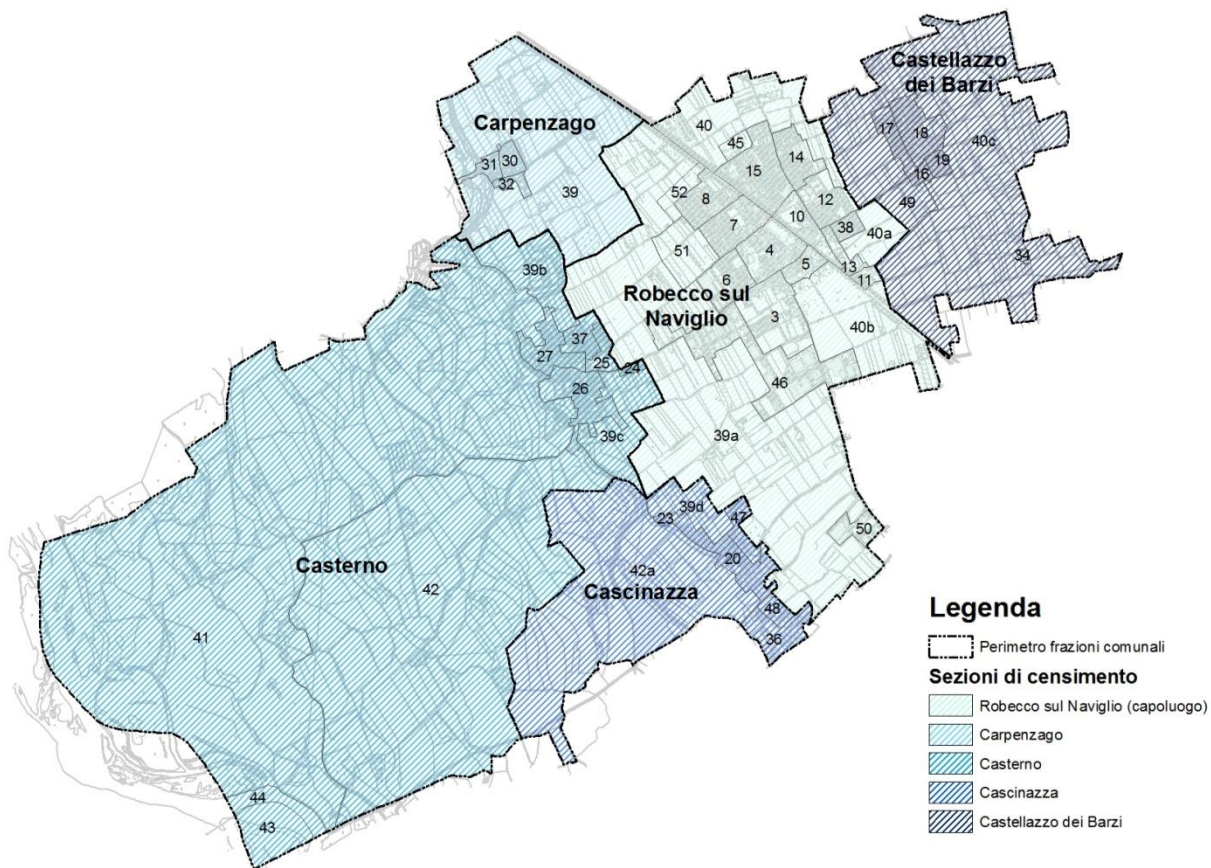 Castellazzo
dei Barzi
17
18
40c
19
16
49
34
Carpenzago
31
30
32
39
40
45
15
14
52
8
12
7
10
38
40a
51
4
5
13
11
6
Robecco sul
Naviglio
3
40b
46
39a
50
39b
37
27
25
24
26
39c
Casterno
42
41
44
43
39d
23
47
20
42a
Cascinazza
48
36
Legenda
Perimetro frazioni comunali
Sezioni di censimento
Robecco sul Naviglio (capoluogo)
Carpenzago
Casterno
Cascinazza
Castellazzo dei Barzi